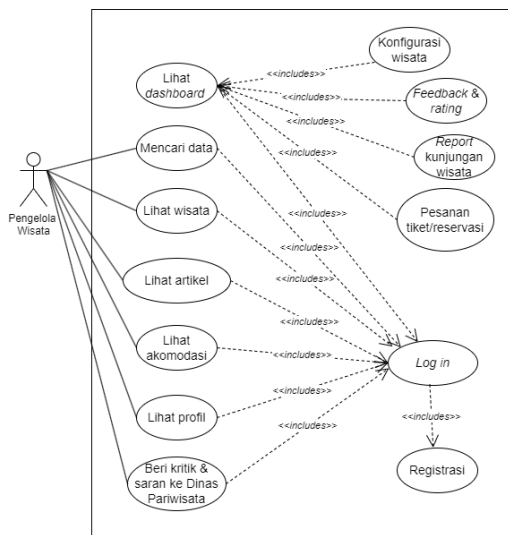 Konfigurasi
wisata
<<includes>>
Lihat
dashboard
<<includes>>
Feedback &
rating
<<includes>>
Report
kunjungan
wisata
<<includes>>
Mencari data
Pesanan
tiket/reservasi
Pengelola
Wisata
Lihat wisata
<<includes>>
<<includes>>
Lihat artikel
<<includes>>
<<includes>>
Lihat
akomodasi
<<includes>>
Log in
<<includes>>
Lihat profil
<<includes>>
<<includes>>
Beri kritik &
saran ke Dinas
Pariwisata
Registrasi